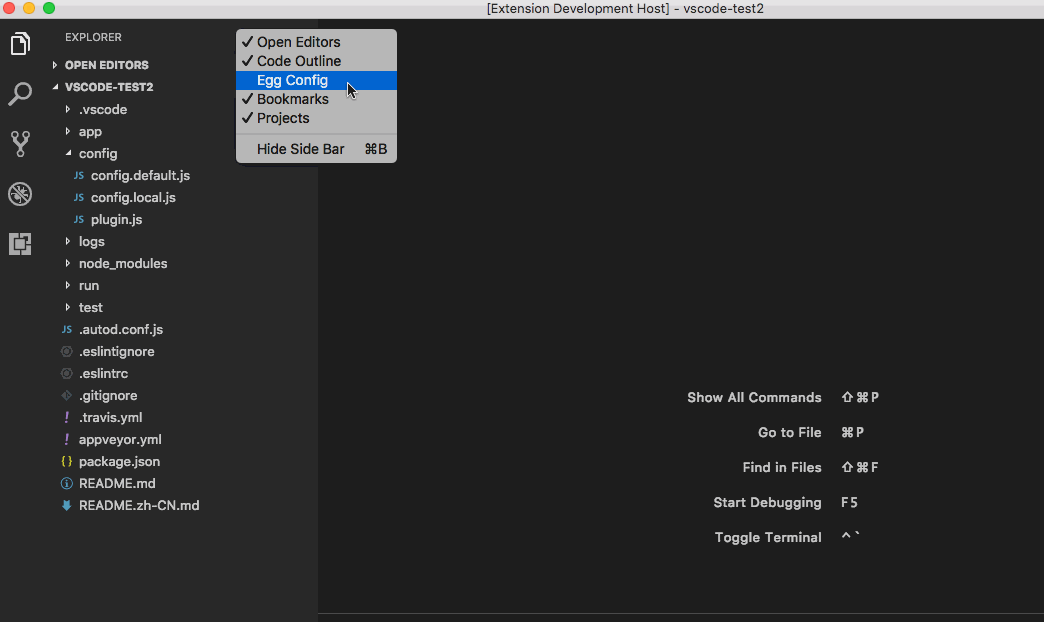 [Extension Development Host] - vscode-test2
EXPLORER
OPEN EDITORS
VSCODE-TEST2
.vscode
app
config
JS config.default.js
JS config.local.js
JS plugin.js
logs
node_modules
run
test
JS .autod.conf.js
.eslintignore
.eslintrc
.gitignore
! .travis.yml
! appveyor.yml
{} package.json
README.md
README.zh-CN.md
✓ Open Editors
✓ Code Outline
Egg Config
✓ Bookmarks
✓ Projects
Hide Side Bar ⌘B
Show All Commands ⇧⌘P
Go to File ⌘P
Find in Files ⇧⌘F
Start Debugging F5
Toggle Terminal ^`